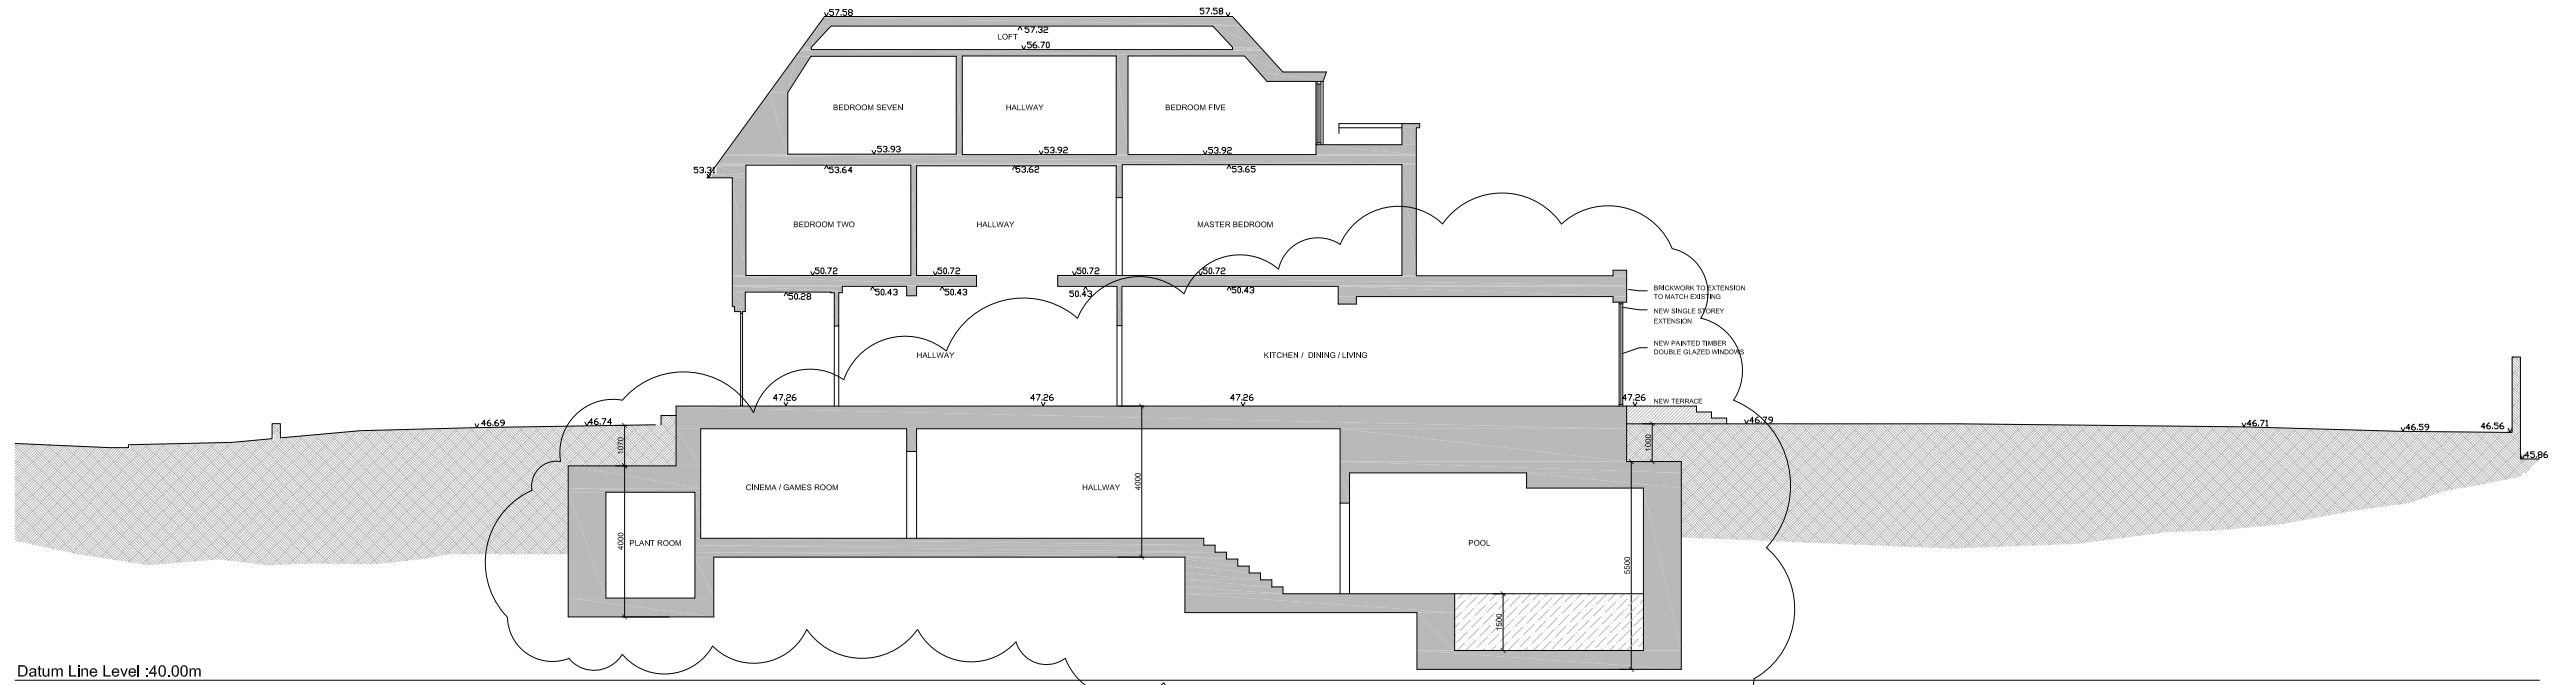 57.58
57.58
57.32
LOFT
56.70
BEDROOM SEVEN
HALLWAY
BEDROOM FIVE
53.93
53.92
53.92
53.31
53.64
53.62
53.65
BEDROOM TWO
HALLWAY
MASTER BEDROOM
50.72
50.72
50.72
50.72
50.28
50.43
50.43
50.43
50.43
BRICKWORK TO EXTENSION
TO MATCH EXISTING
NEW SINGLE STOREY
EXTENSION
NEW PAINTED TIMBER
DOUBLE GLAZED WINDOWS
HALLWAY
KITCHEN / DINING / LIVING
47.26
47.26
47.26
47.26
NEW TERRACE
46.69
46.74
46.79
46.71
46.59
46.56
45.86
1070
1000
CINEMA / GAMES ROOM
HALLWAY
4000
PLANT ROOM
4000
POOL
5500
1500
Datum Line Level :40.00m